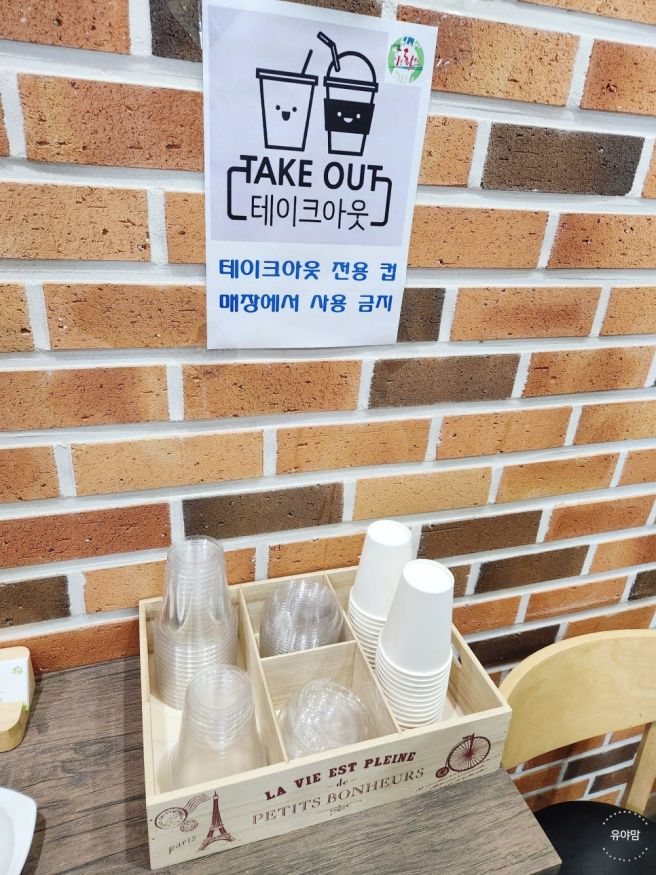 TAKE OUT
테이크아웃
테이크아웃 전용 컵
매장에서 사용 금지
LA VIE EST PLEINE
de
PETITS BONHEURS
paris
유야맘